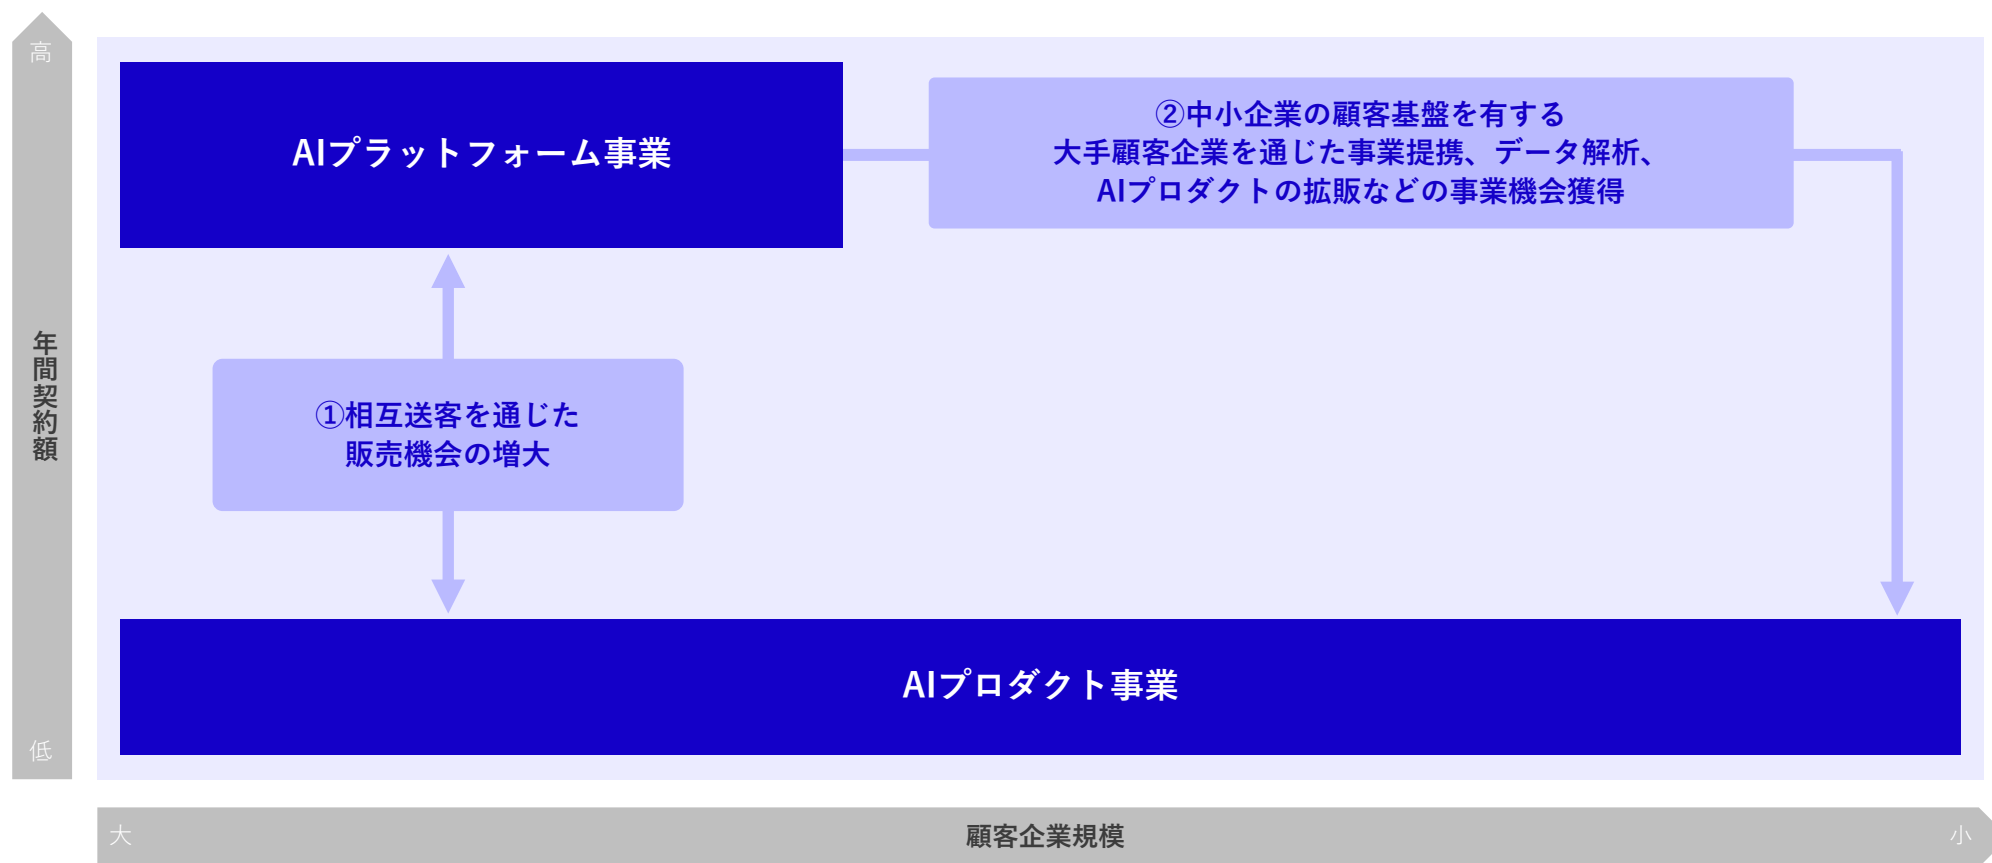 高
AIプラットフォーム事業
②中小企業の顧客基盤を有する
大手顧客企業を通じた事業提携、データ解析、
AIプロダクトの拡販などの事業機会獲得
年間契約額
①相互送客を通じた
販売機会の増大
AIプロダクト事業
低
大
顧客企業規模
小